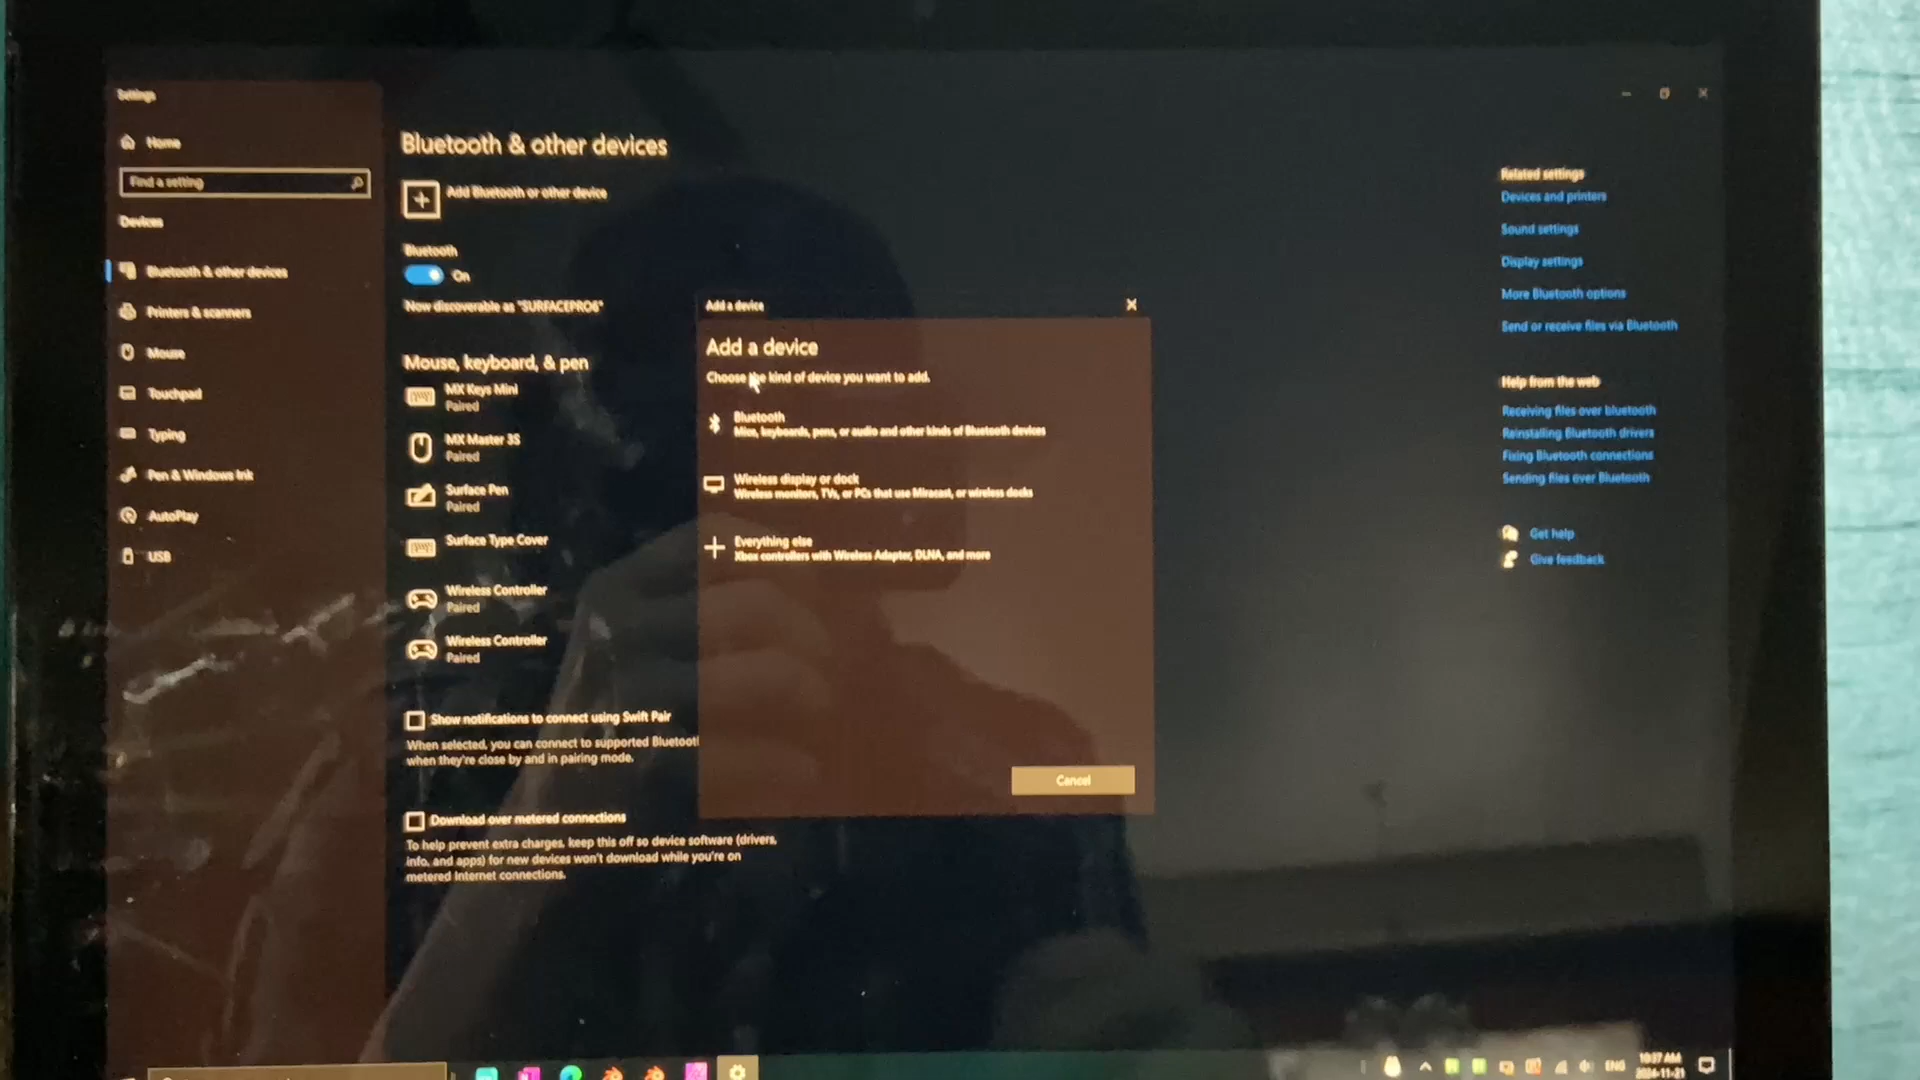 Settings
Home
Find a setting
Devices
Bluetooth & other devices
Printers & scanners
Mouse
Touchpad
Typing
Pen & Windows Ink
AutoPlay
USB
Bluetooth & other devices
Add Bluetooth or other device
Bluetooth
On
Now discoverable as "SURFACEPRO6"
Mouse, keyboard, & pen
MX Keys Mini
Paired
MX Master 3S
Paired
Surface Pen
Paired
Surface Type Cover
Wireless Controller
Paired
Wireless Controller
Paired
Show notifications to connect using Swift Pair
When selected, you can connect to supported Bluetooth
when they're close by and in pairing mode.
Download over metered connections
To help prevent extra charges, keep this off so device software (drivers,
info, and apps) for new devices won't download while you're on
metered Internet connections.
Add a device
Add a device
Choose the kind of device you want to add.
Bluetooth
Mice, keyboards, pens, or audio and other kinds of Bluetooth devices
Wireless display or dock
Wireless monitors, TVs, or PCs that use Miracast, or wireless docks
Everything else
Xbox controllers with Wireless Adapter, DLNA, and more
Cancel
Related settings
Devices and printers
Sound settings
Display settings
More Bluetooth options
Send or receive files via Bluetooth
Help from the web
Receiving files over bluetooth
Reinstalling Bluetooth drivers
Fixing Bluetooth connections
Sending files over Bluetooth
Get help
Give feedback
ENG
10:37 AM
2024-11-21